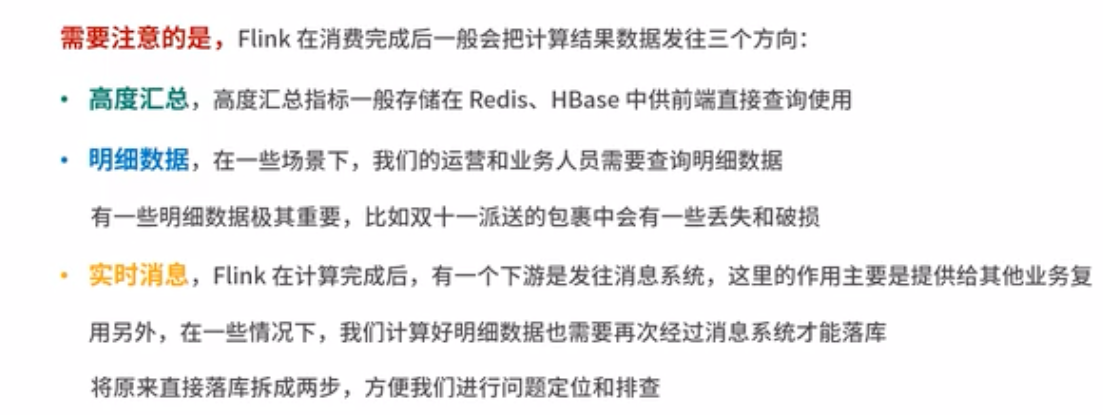 需要注意的是，Flink 在消费完成后一般会把计算结果数据发往三个方向：
• 高度汇总，高度汇总指标一般存储在 Redis、HBase 中供前端直接查询使用
• 明细数据，在一些场景下，我们的运营和业务人员需要查询明细数据
有一些明细数据极其重要，比如双十一派送的包裹中会有一些丢失和破损
• 实时消息，Flink 在计算完成后，有一个下游是发往消息系统，这里的作用主要是提供给其他业务复
用另外，在一些情况下，我们计算好明细数据也需要再次经过消息系统才能落库
将原来直接落库拆成两步，方便我们进行问题定位和排查